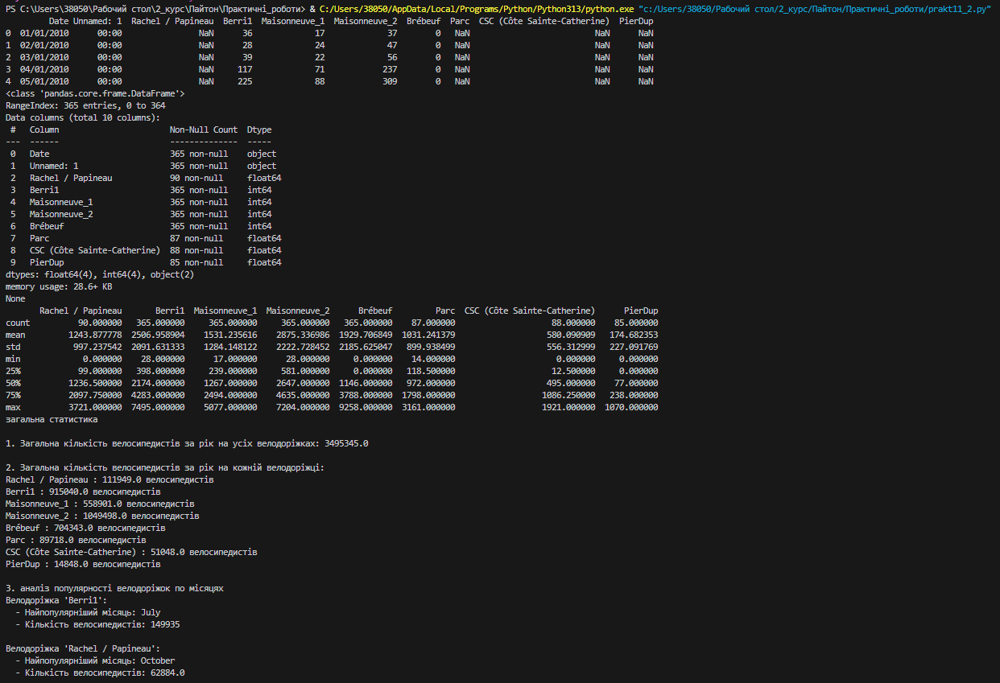 PS C:\Users\38050\Рабочий стол\2_курс\Пайтон\Практичні_роботи> & C:/Users/38050/AppData/Local/Programs/Python/Python313/python.exe "c:/Users/38050/Рабочий стол/2_курс/Пайтон/Практичні_роботи/prakt11_2.py"
Date Unnamed: 1 Rachel / Papineau Berri1 Maisonneuve_1 Maisonneuve_2 Brébeuf Parc CSC (Côte Sainte-Catherine) PierDup
0 01/01/2010 00:00 NaN 36 17 37 0 NaN NaN NaN
1 02/01/2010 00:00 NaN 28 24 47 0 NaN NaN NaN
2 03/01/2010 00:00 NaN 39 22 56 0 NaN NaN NaN
3 04/01/2010 00:00 NaN 117 71 237 0 NaN NaN NaN
4 05/01/2010 00:00 NaN 225 88 309 0 NaN NaN NaN
<class 'pandas.core.frame.DataFrame'>
RangeIndex: 365 entries, 0 to 364
Data columns (total 10 columns):
# Column Non-Null Count Dtype
--- ------ -------------- -----
0 Date 365 non-null object
1 Unnamed: 1 365 non-null object
2 Rachel / Papineau 90 non-null float64
3 Berri1 365 non-null int64
4 Maisonneuve_1 365 non-null int64
5 Maisonneuve_2 365 non-null int64
6 Brébeuf 365 non-null int64
7 Parc 87 non-null float64
8 CSC (Côte Sainte-Catherine) 88 non-null float64
9 PierDup 85 non-null float64
dtypes: float64(4), int64(4), object(2)
memory usage: 28.6+ KB
None
Rachel / Papineau Berri1 Maisonneuve_1 Maisonneuve_2 Brébeuf Parc CSC (Côte Sainte-Catherine) PierDup
count 90.000000 365.000000 365.000000 365.000000 365.000000 87.000000 88.000000 85.000000
mean 1243.877778 2506.958904 1531.235616 2875.336986 1929.706849 1031.241379 580.090909 174.682353
std 997.237542 2091.631333 1284.148122 2222.728452 2185.625047 899.938499 556.312999 227.091769
min 0.000000 28.000000 17.000000 28.000000 0.000000 14.000000 0.000000 0.000000
25% 99.000000 398.000000 239.000000 581.000000 0.000000 118.500000 12.500000 0.000000
50% 1236.500000 2174.000000 1267.000000 2647.000000 1146.000000 972.000000 495.000000 77.000000
75% 2097.750000 4283.000000 2494.000000 4635.000000 3788.000000 1798.000000 1086.250000 238.000000
max 3721.000000 7495.000000 5077.000000 7204.000000 9258.000000 3161.000000 1921.000000 1070.000000
загальна статистика
1. Загальна кількість велосипедистів за рік на усіх велодоріжках: 3495345.0
2. Загальна кількість велосипедистів за рік на кожній велодоріжці:
Rachel / Papineau : 111949.0 велосипедистів
Berri1 : 915040.0 велосипедистів
Maisonneuve_1 : 558901.0 велосипедистів
Maisonneuve_2 : 1049498.0 велосипедистів
Brébeuf : 704343.0 велосипедистів
Parc : 89718.0 велосипедистів
CSC (Côte Sainte-Catherine) : 51048.0 велосипедистів
PierDup : 14848.0 велосипедистів
3. аналіз популярності велодоріжок по місяцях
Велодоріжка 'Berri1':
- Найпопулярніший місяць: July
- Кількість велосипедистів: 149935
Велодоріжка 'Rachel / Papineau':
- Найпопулярніший місяць: October
- Кількість велосипедистів: 62884.0